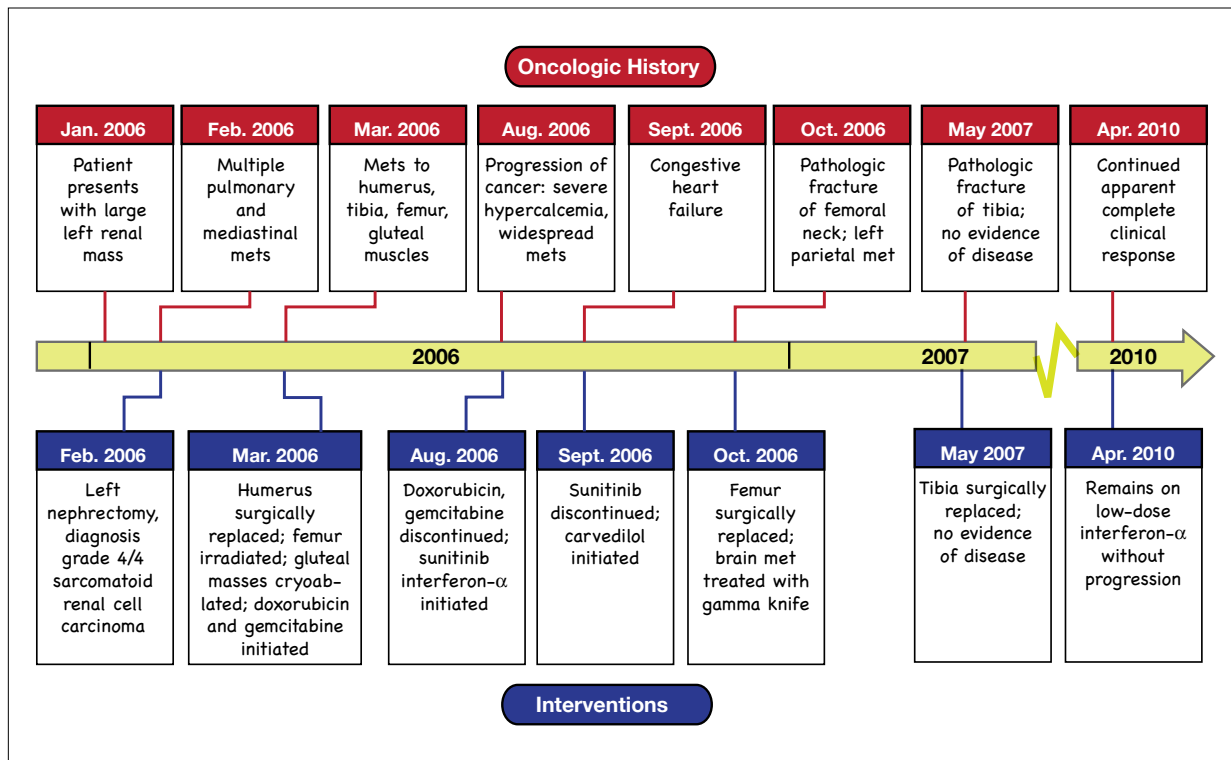 Oncologic History
Jan. 2006
Patient
presents
with large
left renal
mass
Feb. 2006
Multiple
pulmonary
and
mediastinal
mets
Mar. 2006
Mets to
humerus,
tibia, femur,
gluteal
muscles
Aug. 2006
Progression of
cancer: severe
hypercalcemia,
widespread
mets
Sept. 2006
Congestive
heart
failure
Oct. 2006
Pathologic
fracture
of femoral
neck; left
parietal met
May 2007
Pathologic
fracture
of tibia;
no evidence
of disease
Apr. 2010
Continued
apparent
complete
clinical
response
2006
2007
2010
Feb. 2006
Left
nephrectomy,
diagnosis
grade 4/4
sarcomatoid
renal cell
carcinoma
Mar. 2006
Humerus
surgically
replaced; femur
irradiated; gluteal
masses cryoab-
lated; doxorubicin
and gemcitabine
initiated
Aug. 2006
Doxorubicin,
gemcitabine
discontinued;
sunitinib
interferon-α
initiated
Sept. 2006
Sunitinib
discontinued;
carvedilol
initiated
Oct. 2006
Femur
surgically
replaced;
brain met
treated with
gamma knife
May 2007
Tibia surgically
replaced;
no evidence
of disease
Apr. 2010
Remains on
low-dose
interferon-α
without
progression
Interventions